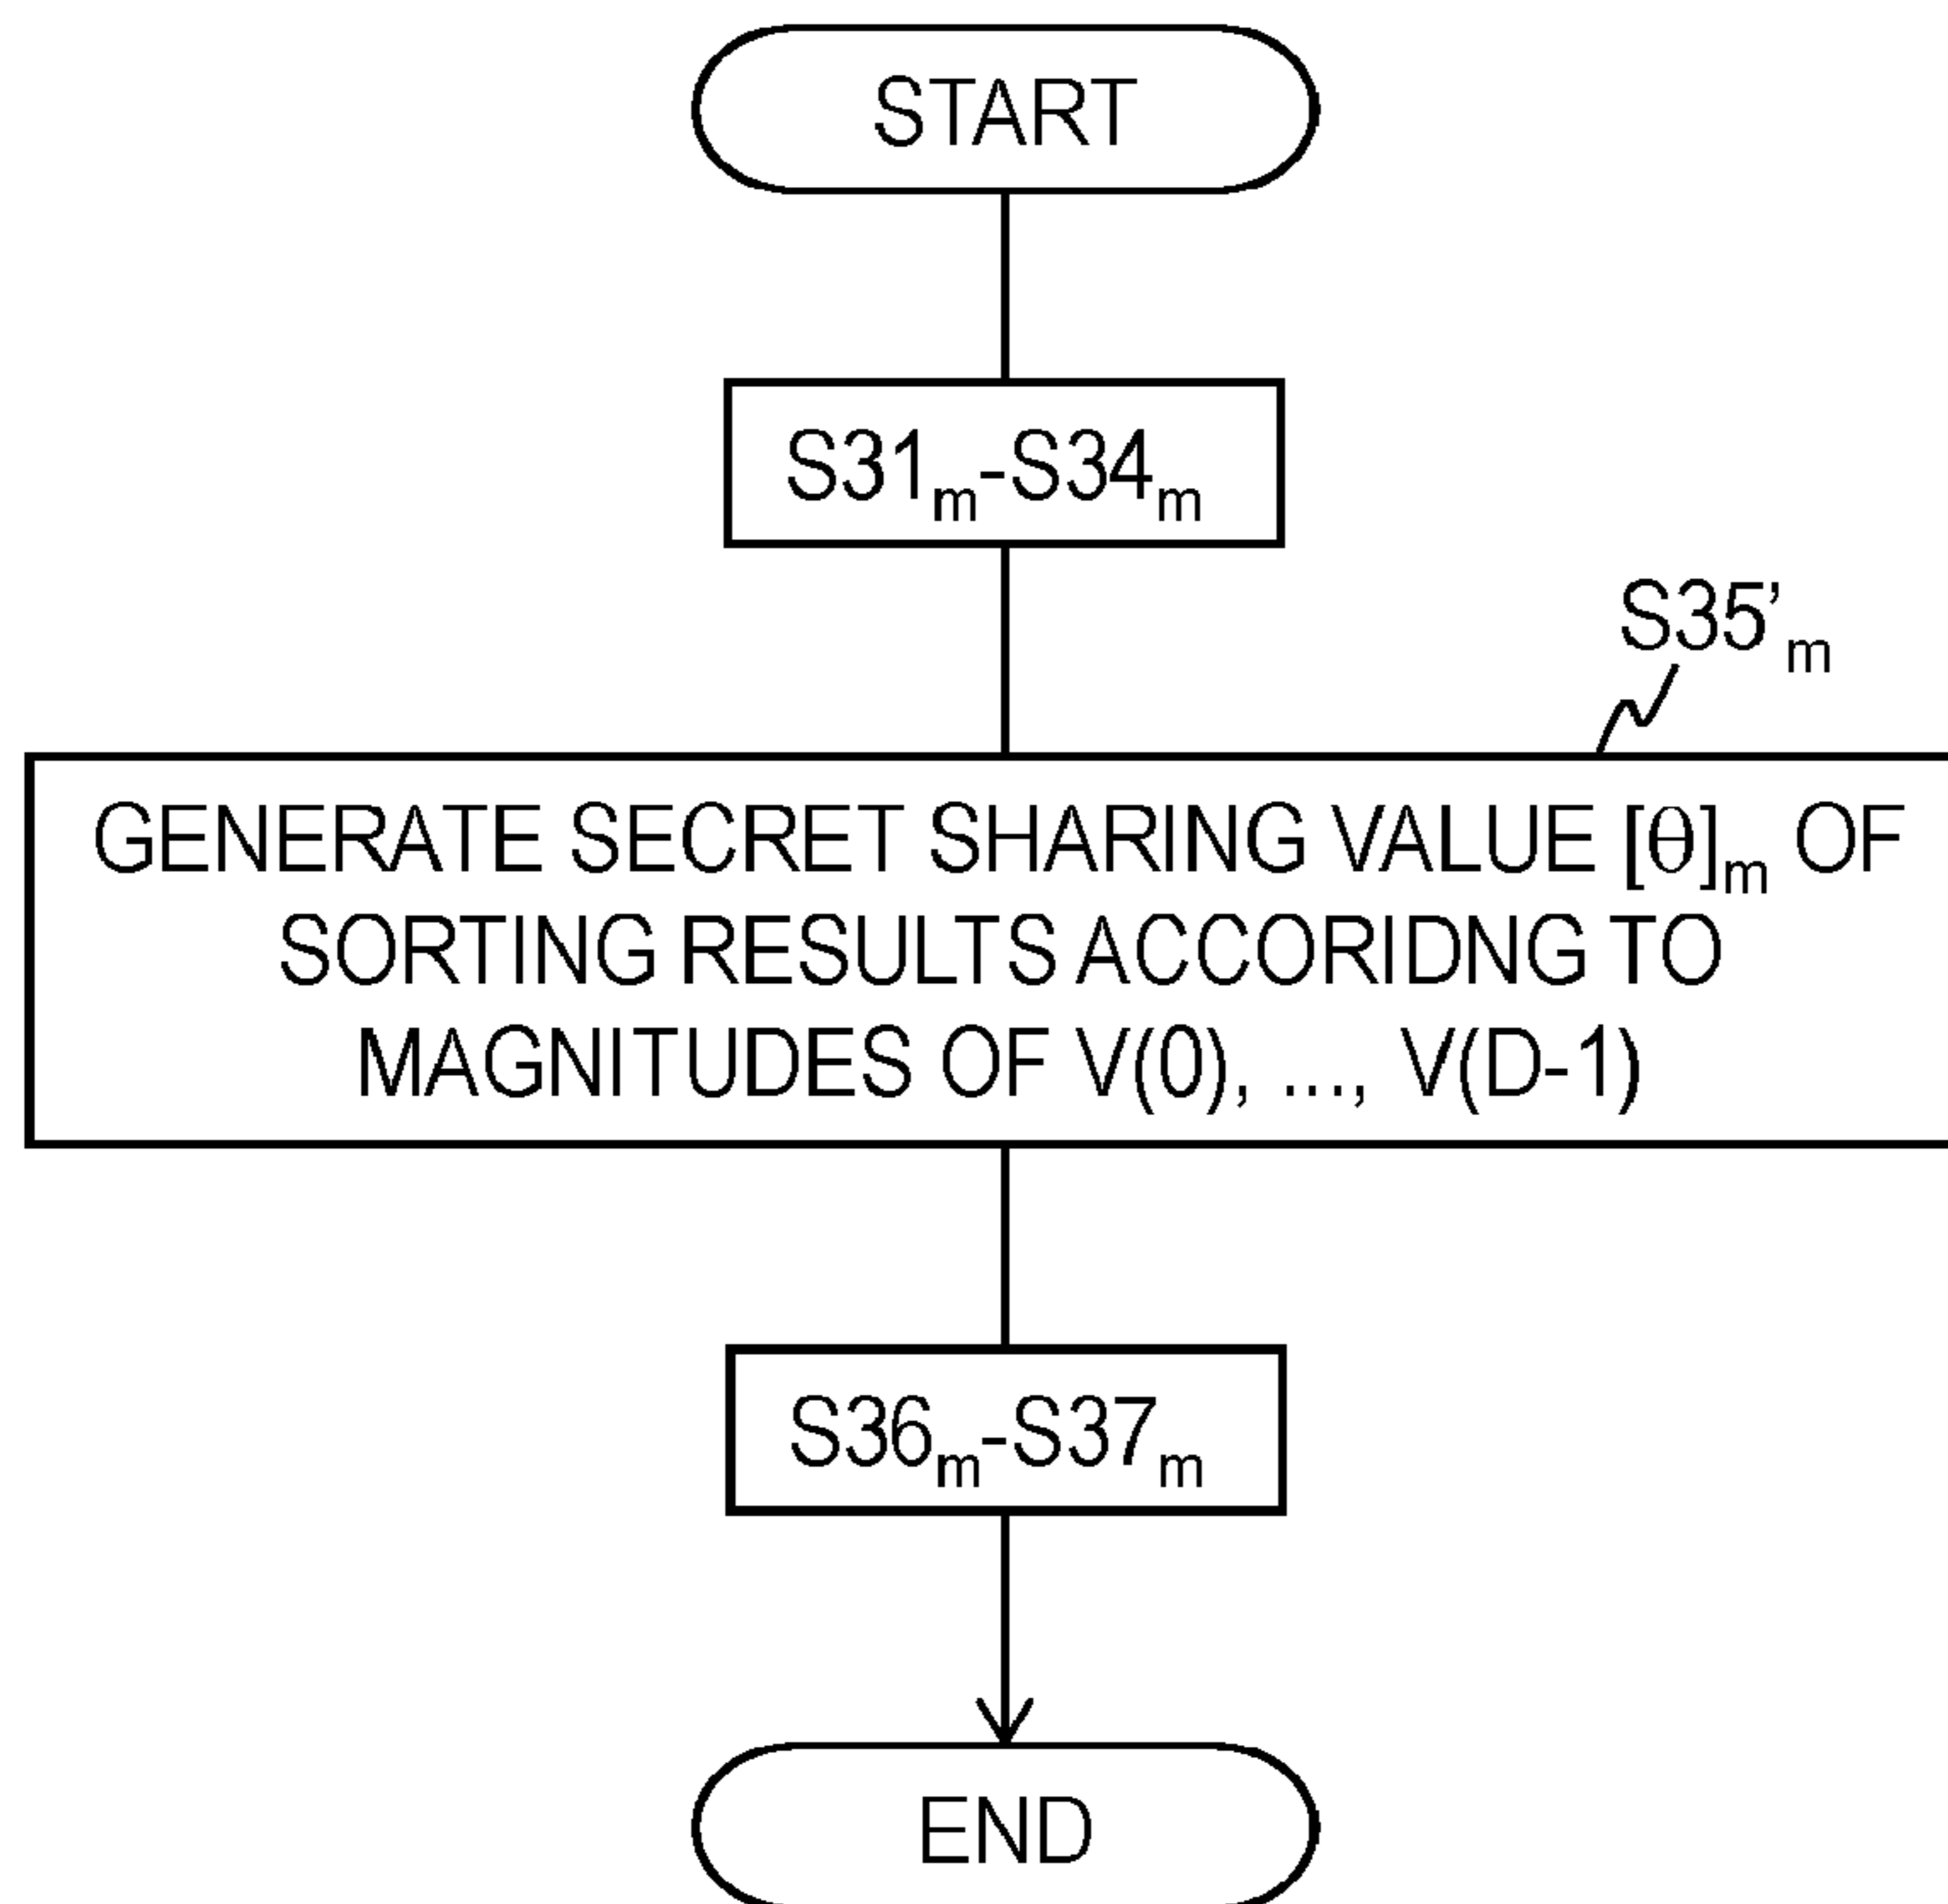 START
S31m-S34m
S35’m
GENERATE SECRET SHARING VALUE [θ]m OF
SORTING RESULTS ACCORIDNG TO
MAGNITUDES OF V(0), ..., V(D-1)
S36m-S37m
END